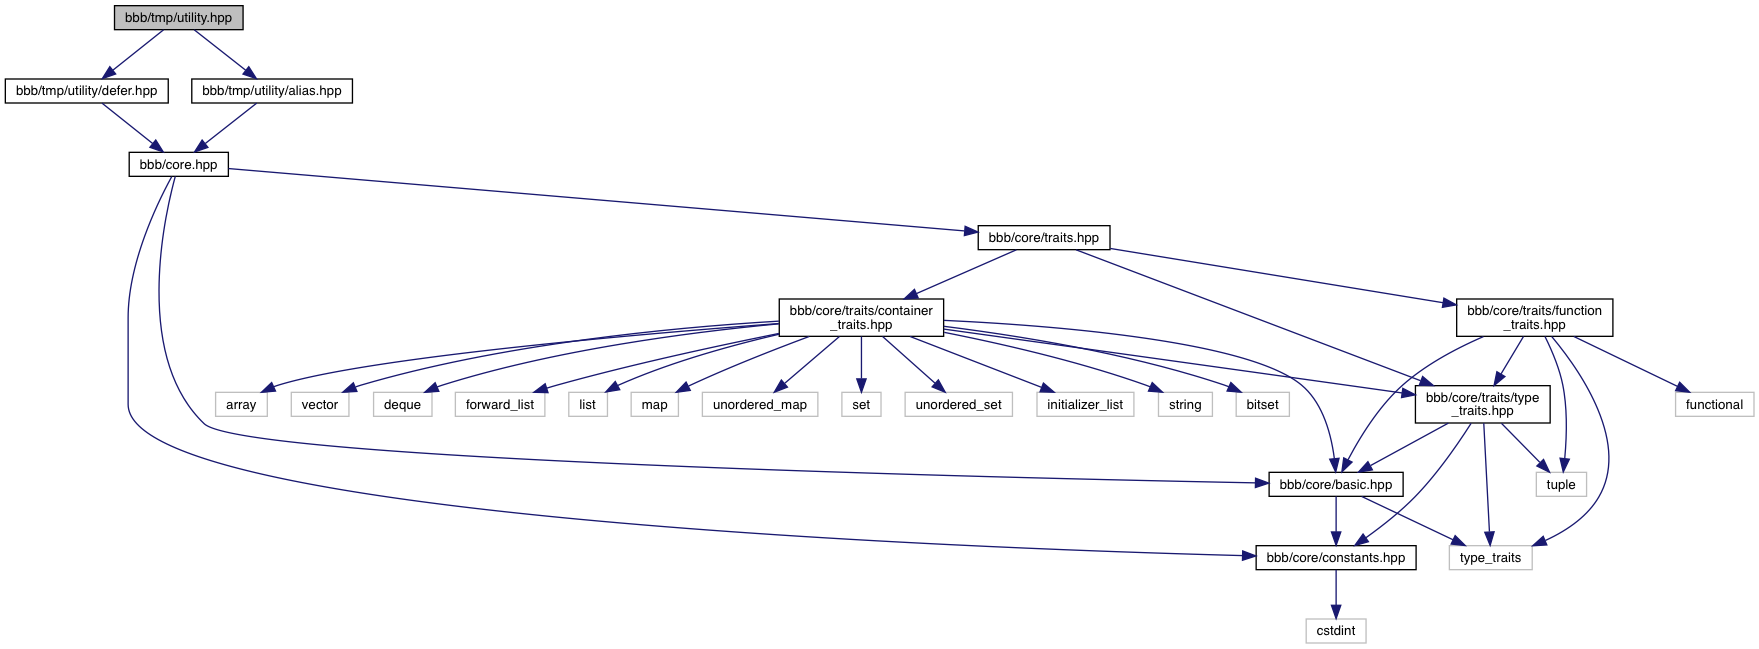 bbb/tmp/utility.hpp
bbb/tmp/utility/defer.hpp
bbb/tmp/utility/alias.hpp
bbb/core.hpp
bbb/core/traits.hpp
bbb/core/traits/container
_traits.hpp
bbb/core/traits/function
_traits.hpp
array
vector
deque
forward_list
list
map
unordered_map
set
unordered_set
initializer_list
string
bitset
bbb/core/traits/type
_traits.hpp
functional
bbb/core/basic.hpp
tuple
bbb/core/constants.hpp
type_traits
cstdint